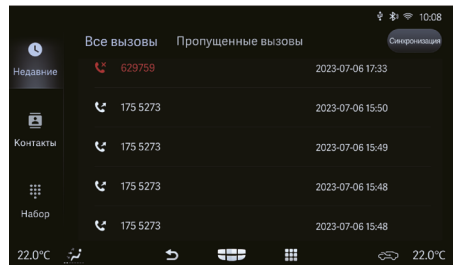 10:08
Все вызовы Пропущенные вызовы Синхронизация
Недавние
629759 2023-07-06 17:33
175 5273 2023-07-06 15:50
Контакты
175 5273 2023-07-06 15:49
175 5273 2023-07-06 15:48
Набор
175 5273 2023-07-06 15:48
22.0°C 22.0°C